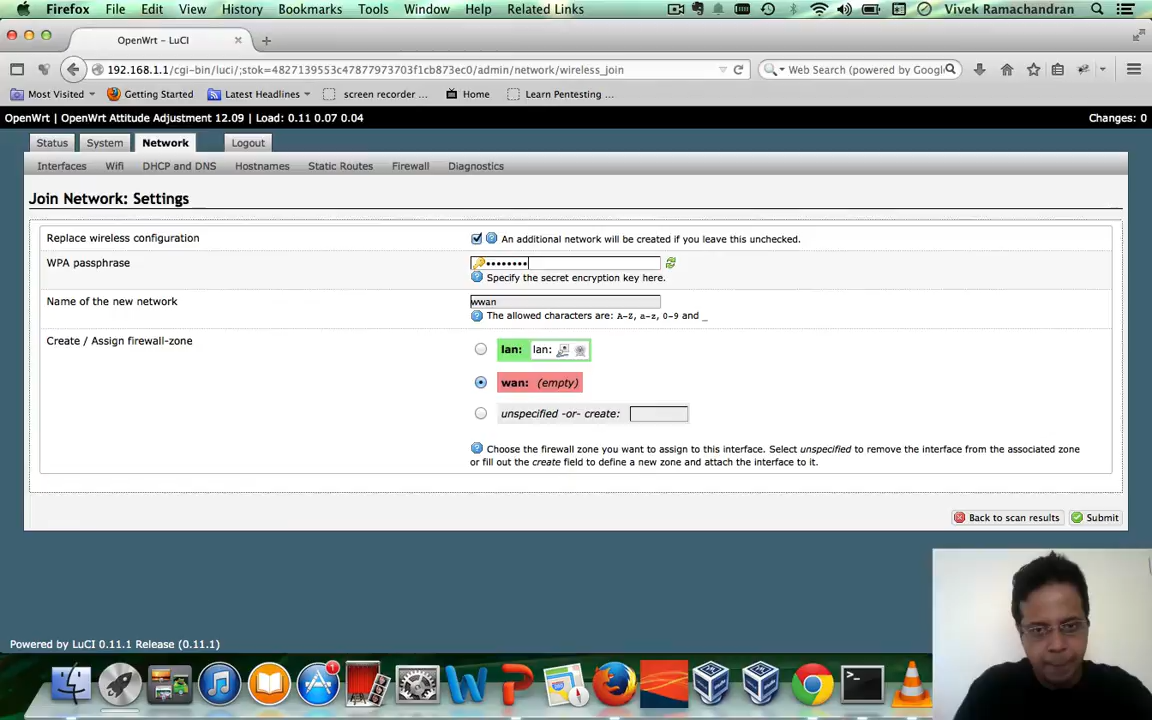 Firefox File Edit View History Bookmarks Tools Window Help Related Links Vivek Ramachandran
OpenWrt - LuCI
192.168.1.1/cgi-bin/luci/;stok=4827139553c47877973703f1cb873ec0/admin/network/wireless_join Web Search (powered by Googl
Most Visited Getting Started Latest Headlines screen recorder ... Home Learn Pentesting ...
OpenWrt | OpenWrt Attitude Adjustment 12.09 | Load: 0.11 0.07 0.04 Changes: 0
Status System Network Logout
Interfaces Wifi DHCP and DNS Hostnames Static Routes Firewall Diagnostics
Join Network: Settings
Replace wireless configuration An additional network will be created if you leave this unchecked.
WPA passphrase ••••••••
Specify the secret encryption key here.
Name of the new network wwan
The allowed characters are: A-Z, a-z, 0-9 and _
Create / Assign firewall-zone lan: lan:
wan: (empty)
unspecified -or- create:
Choose the firewall zone you want to assign to this interface. Select unspecified to remove the interface from the associated zone
or fill out the create field to define a new zone and attach the interface to it.
Back to scan results Submit
Powered by LuCI 0.11.1 Release (0.11.1)